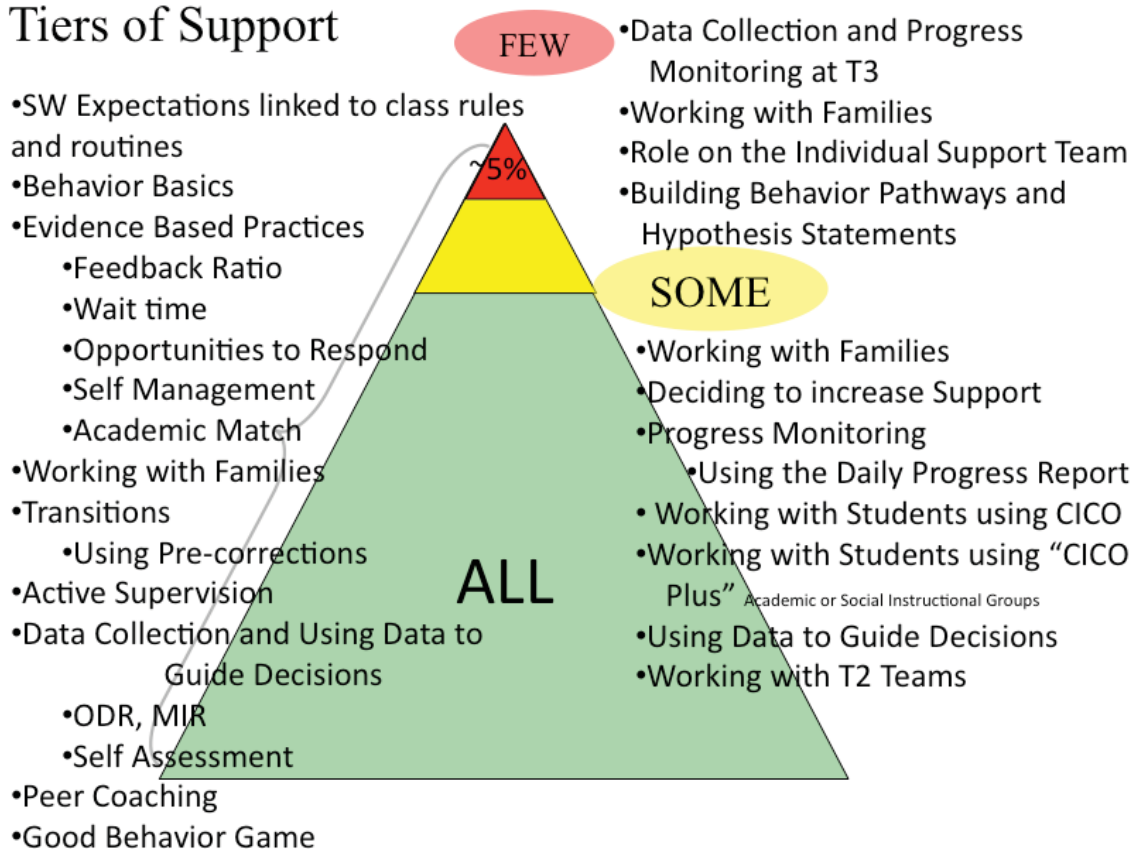 Tiers of Support
•SW Expectations linked to class rules
and routines
•Behavior Basics
•Evidence Based Practices
•Feedback Ratio
•Wait time
•Opportunities to Respond
•Self Management
•Academic Match
•Working with Families
•Transitions
•Using Pre-corrections
•Active Supervision
•Data Collection and Using Data to
Guide Decisions
•ODR, MIR
•Self Assessment
•Peer Coaching
•Good Behavior Game
~5%
ALL
FEW
•Data Collection and Progress
Monitoring at T3
•Working with Families
•Role on the Individual Support Team
•Building Behavior Pathways and
Hypothesis Statements
SOME
•Working with Families
•Deciding to increase Support
•Progress Monitoring
•Using the Daily Progress Report
• Working with Students using CICO
•Working with Students using “CICO
Plus” Academic or Social Instructional Groups
•Using Data to Guide Decisions
•Working with T2 Teams